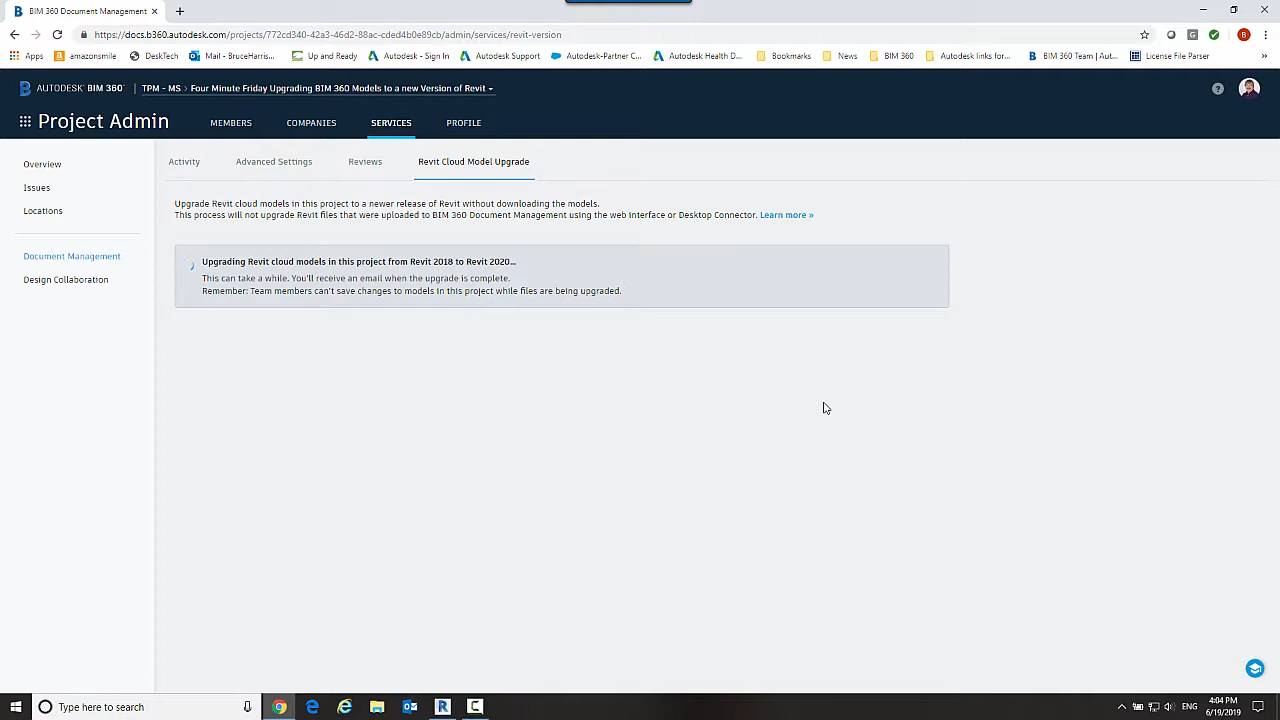 BIM 360 Document Management
https://docs.b360.autodesk.com/projects/772cd340-42a3-46d2-88ac-cded4b0e89cb/admin/services/revit-version
Apps amazonsmile DeskTech Mail - BruceHarris... Up and Ready Autodesk - Sign In Autodesk Support Autodesk-Partner C... Autodesk Health D... Bookmarks News BIM 360 Autodesk links for... BIM 360 Team | Aut... License File Parser »
AUTODESK® BIM 360° TPM - MS > Four Minute Friday Upgrading BIM 360 Models to a new Version of Revit
Project Admin MEMBERS COMPANIES SERVICES PROFILE
Overview
Issues
Locations
Document Management
Design Collaboration
Activity Advanced Settings Reviews Revit Cloud Model Upgrade
Upgrade Revit cloud models in this project to a newer release of Revit without downloading the models.
This process will not upgrade Revit files that were uploaded to BIM 360 Document Management using the web interface or Desktop Connector. Learn more »
Upgrading Revit cloud models in this project from Revit 2018 to Revit 2020...
This can take a while. You'll receive an email when the upgrade is complete.
Remember: Team members can't save changes to models in this project while files are being upgraded.
Type here to search
ENG
4:04 PM
6/19/2019